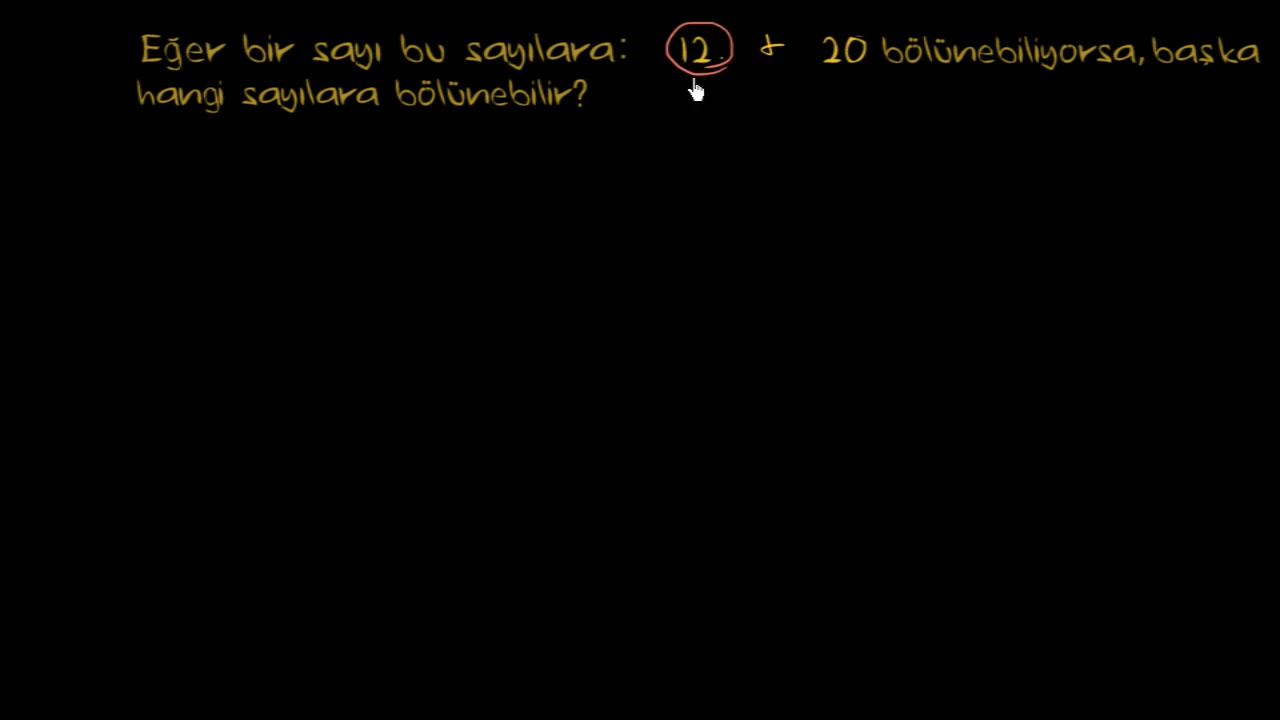 Eğer bir sayı bu sayılara: 12. + 20 bölünebiliyorsa, başka
hangi sayılara bölünebilir?